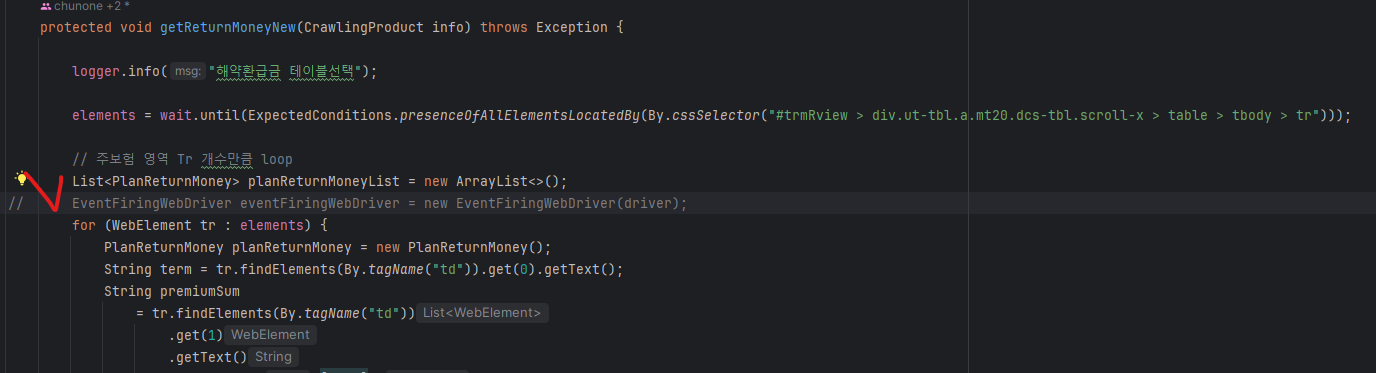 chunone +2 *
protected void getReturnMoneyNew(CrawlingProduct info) throws Exception {
logger.info( msg: "해약환급금 테이블선택");
elements = wait.until(ExpectedConditions.presenceOfAllElementsLocatedBy(By.cssSelector("#trmRview > div.ut-tbl.a.mt20.dcs-tbl.scroll-x > table > tbody > tr")));
// 주보험 영역 Tr 개수만큼 loop
List<PlanReturnMoney> planReturnMoneyList = new ArrayList<>();
// EventFiringWebDriver eventFiringWebDriver = new EventFiringWebDriver(driver);
for (WebElement tr : elements) {
PlanReturnMoney planReturnMoney = new PlanReturnMoney();
String term = tr.findElements(By.tagName("td")).get(0).getText();
String premiumSum
= tr.findElements(By.tagName("td")) List<WebElement>
.get(1) WebElement
.getText() String